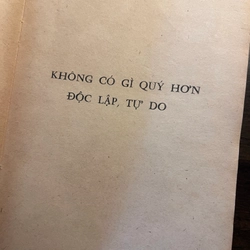 KHÔNG CÓ GÌ QUÝ HƠN
ĐỘC LẬP, TỰ DO